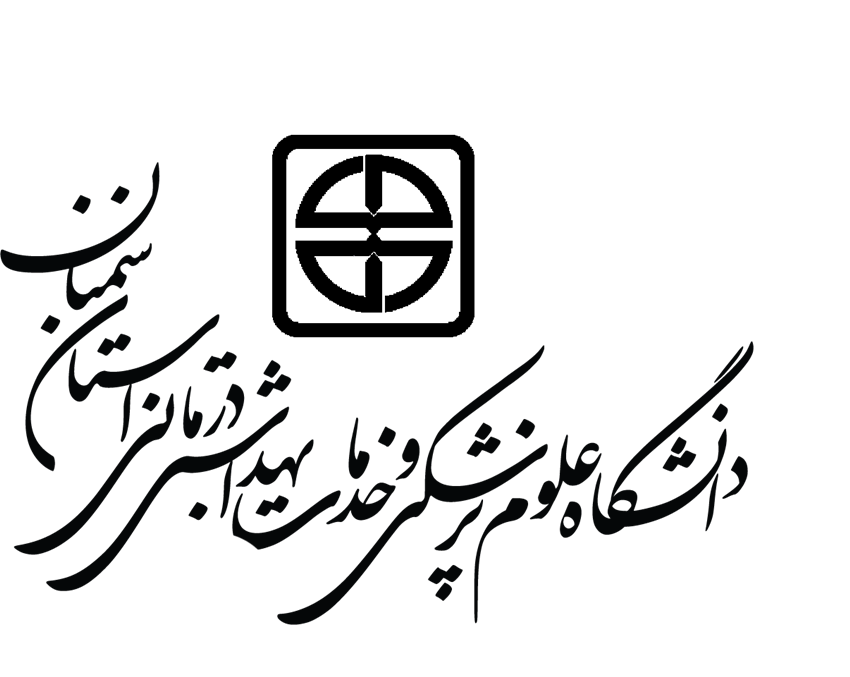 دانشگاه علوم پزشکی و خدمات بهداشتی درمانی استان سمنان